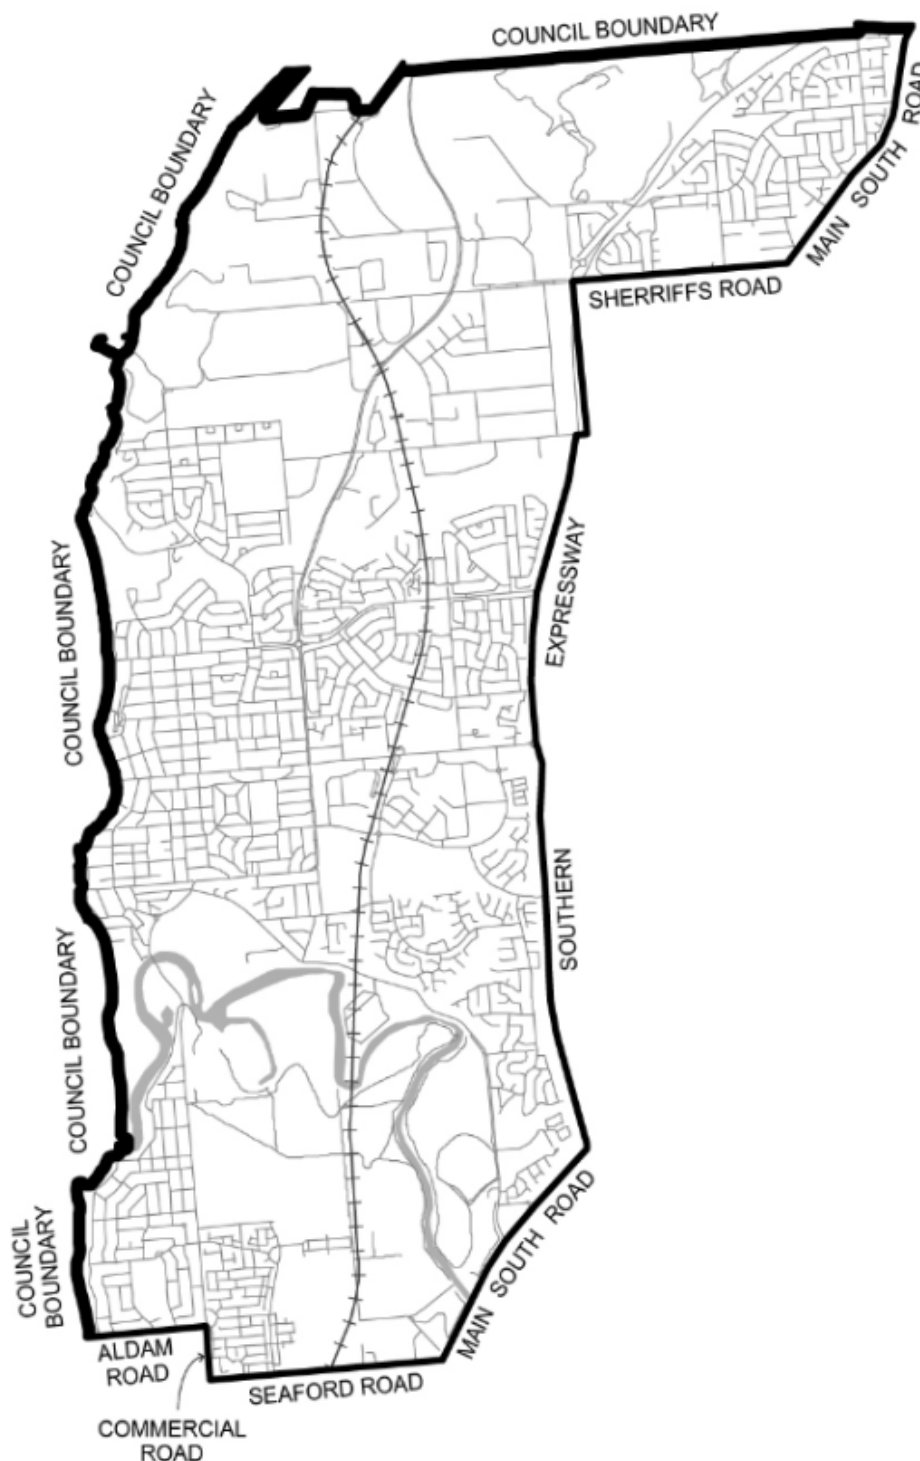 COUNCIL BOUNDARY
COUNCIL BOUNDARY
MAIN SOUTH ROAD
SHERRIFFS ROAD
COUNCIL BOUNDARY
EXPRESSWAY
SOUTHERN
COUNCIL BOUNDARY
COUNCIL
BOUNDARY
MAIN SOUTH ROAD
ALDAM
ROAD
SEAFORD ROAD
COMMERCIAL
ROAD